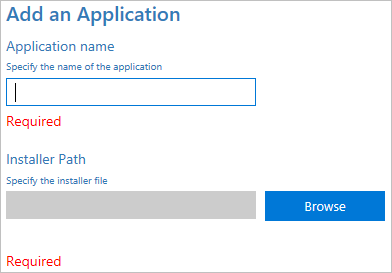 Add an Application
Application name
Specify the name of the application
Required
Installer Path
Specify the installer file
Browse
Required